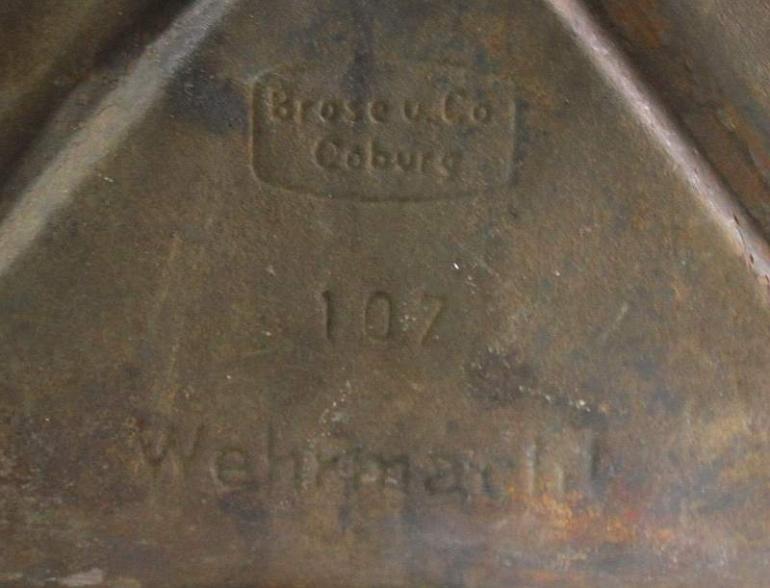 Brose u. Co
Coburg
107
Wehrmacht